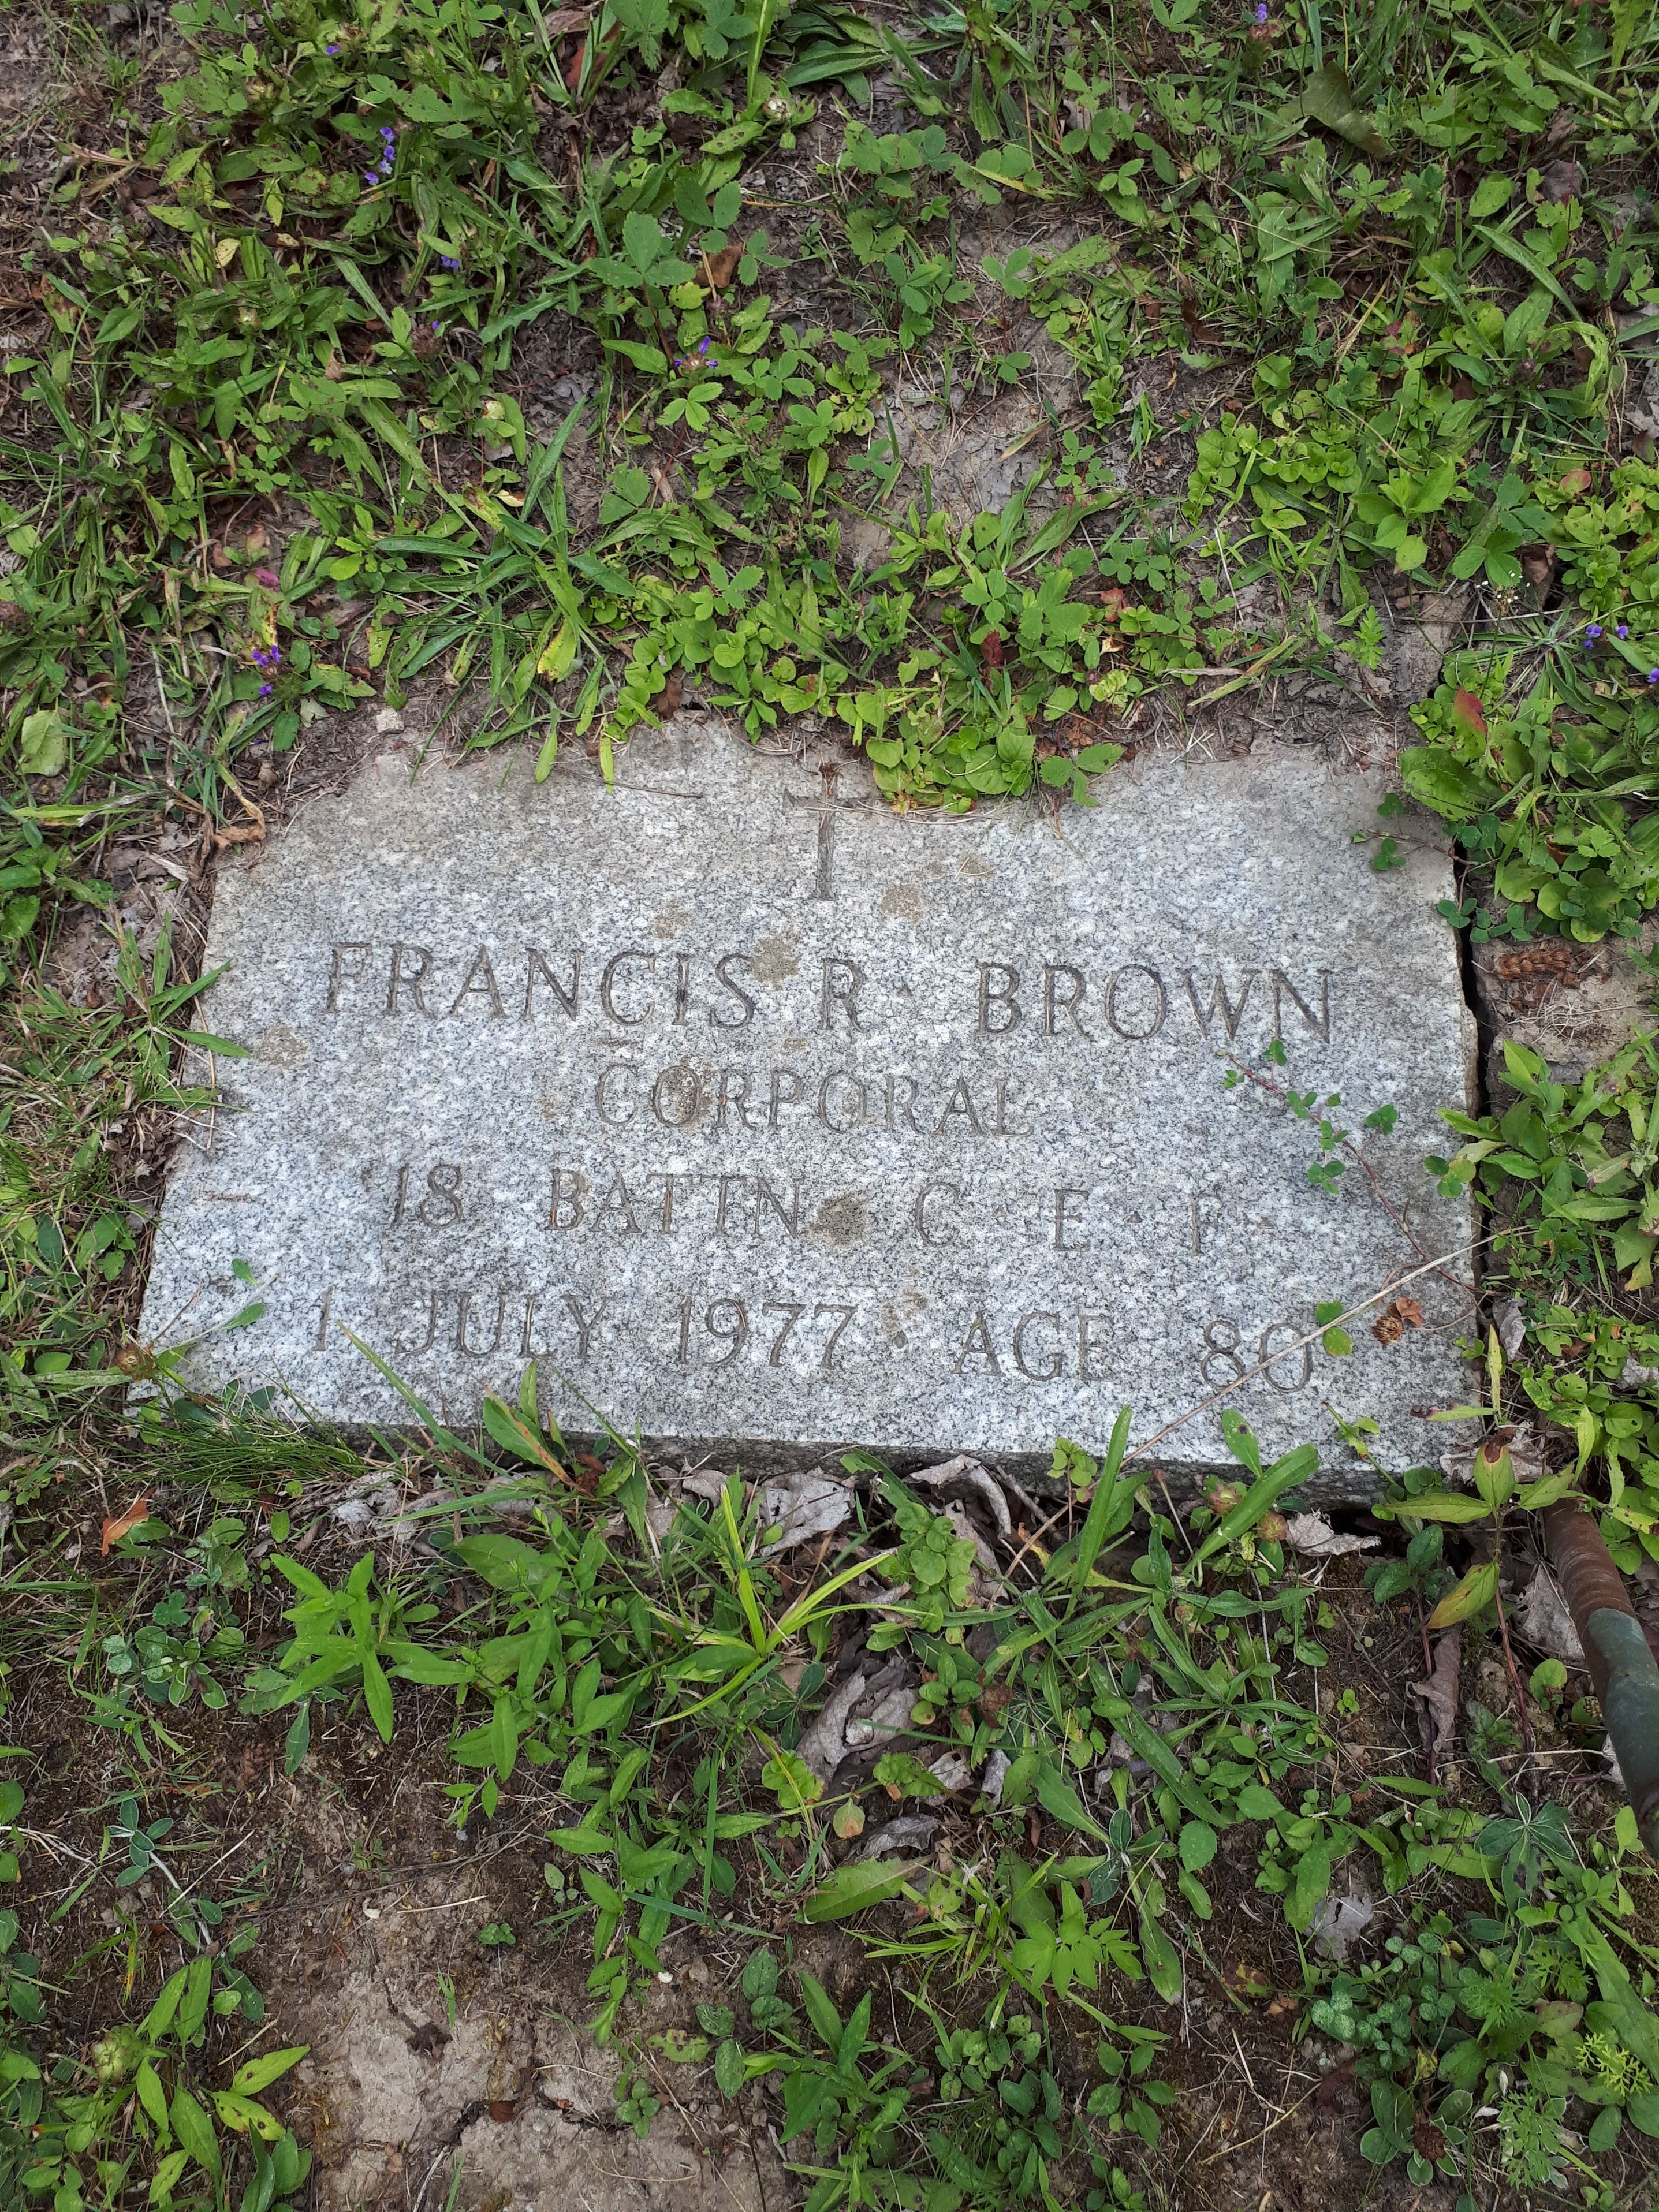 FRANCIS R. BROWN
CORPORAL
18 BATTN. C.E.F.
1 JULY 1977 . AGE 80